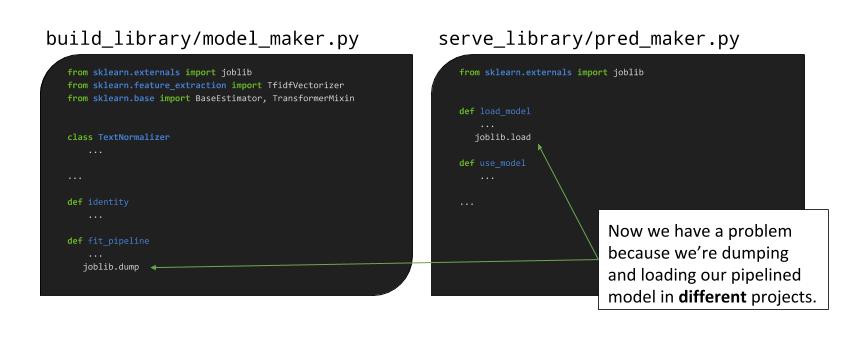 build_library/model_maker.py
from sklearn.externals import joblib
from sklearn.feature_extraction import TfidfVectorizer
from sklearn.base import BaseEstimator, TransformerMixin
class TextNormalizer
...
...
def identity
...
def fit_pipeline
...
joblib.dump
serve_library/pred_maker.py
from sklearn.externals import joblib
def load_model
...
joblib.load
def use_model
...
...
Now we have a problem
because we’re dumping
and loading our pipelined
model in different projects.